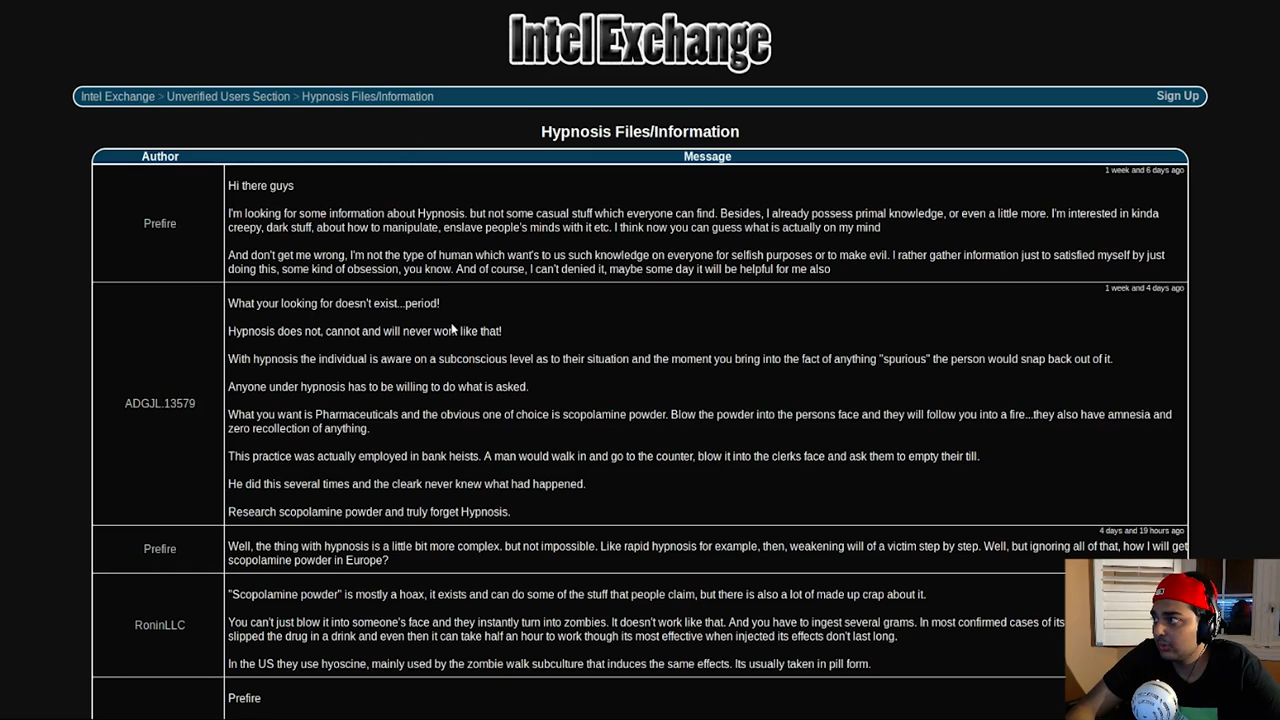 Intel Exchange
Intel Exchange > Unverified Users Section > Hypnosis Files/Information
Sign Up
Hypnosis Files/Information
Author
Message
1 week and 6 days ago
Prefire
Hi there guys
I'm looking for some information about Hypnosis. but not some casual stuff which everyone can find. Besides, I already possess primal knowledge, or even a little more. I'm interested in kinda
creepy, dark stuff, about how to manipulate, enslave people's minds with it etc. I think now you can guess what is actually on my mind
And don't get me wrong, I'm not the type of human which want's to us such knowledge on everyone for selfish purposes or to make evil. I rather gather information just to satisfied myself by just
doing this, some kind of obsession, you know. And of course, I can't denied it, maybe some day it will be helpful for me also
1 week and 4 days ago
ADGJL.13579
What your looking for doesn't exist...period!
Hypnosis does not, cannot and will never work like that!
With hypnosis the individual is aware on a subconscious level as to their situation and the moment you bring into the fact of anything "spurious" the person would snap back out of it.
Anyone under hypnosis has to be willing to do what is asked.
What you want is Pharmaceuticals and the obvious one of choice is scopolamine powder. Blow the powder into the persons face and they will follow you into a fire...they also have amnesia and
zero recollection of anything.
This practice was actually employed in bank heists. A man would walk in and go to the counter, blow it into the clerks face and ask them to empty their till.
He did this several times and the cleark never knew what had happened.
Research scopolamine powder and truly forget Hypnosis.
4 days and 19 hours ago
Prefire
Well, the thing with hypnosis is a little bit more complex. but not impossible. Like rapid hypnosis for example, then, weakening will of a victim step by step. Well, but ignoring all of that, how I will get
scopolamine powder in Europe?
RoninLLC
"Scopolamine powder" is mostly a hoax, it exists and can do some of the stuff that people claim, but there is also a lot of made up crap about it.
You can't just blow it into someone's face and they instantly turn into zombies. It doesn't work like that. And you have to ingest several grams. In most confirmed cases of its
slipped the drug in a drink and even then it can take half an hour to work though its most effective when injected its effects don't last long.
In the US they use hyoscine, mainly used by the zombie walk subculture that induces the same effects. Its usually taken in pill form.
Prefire